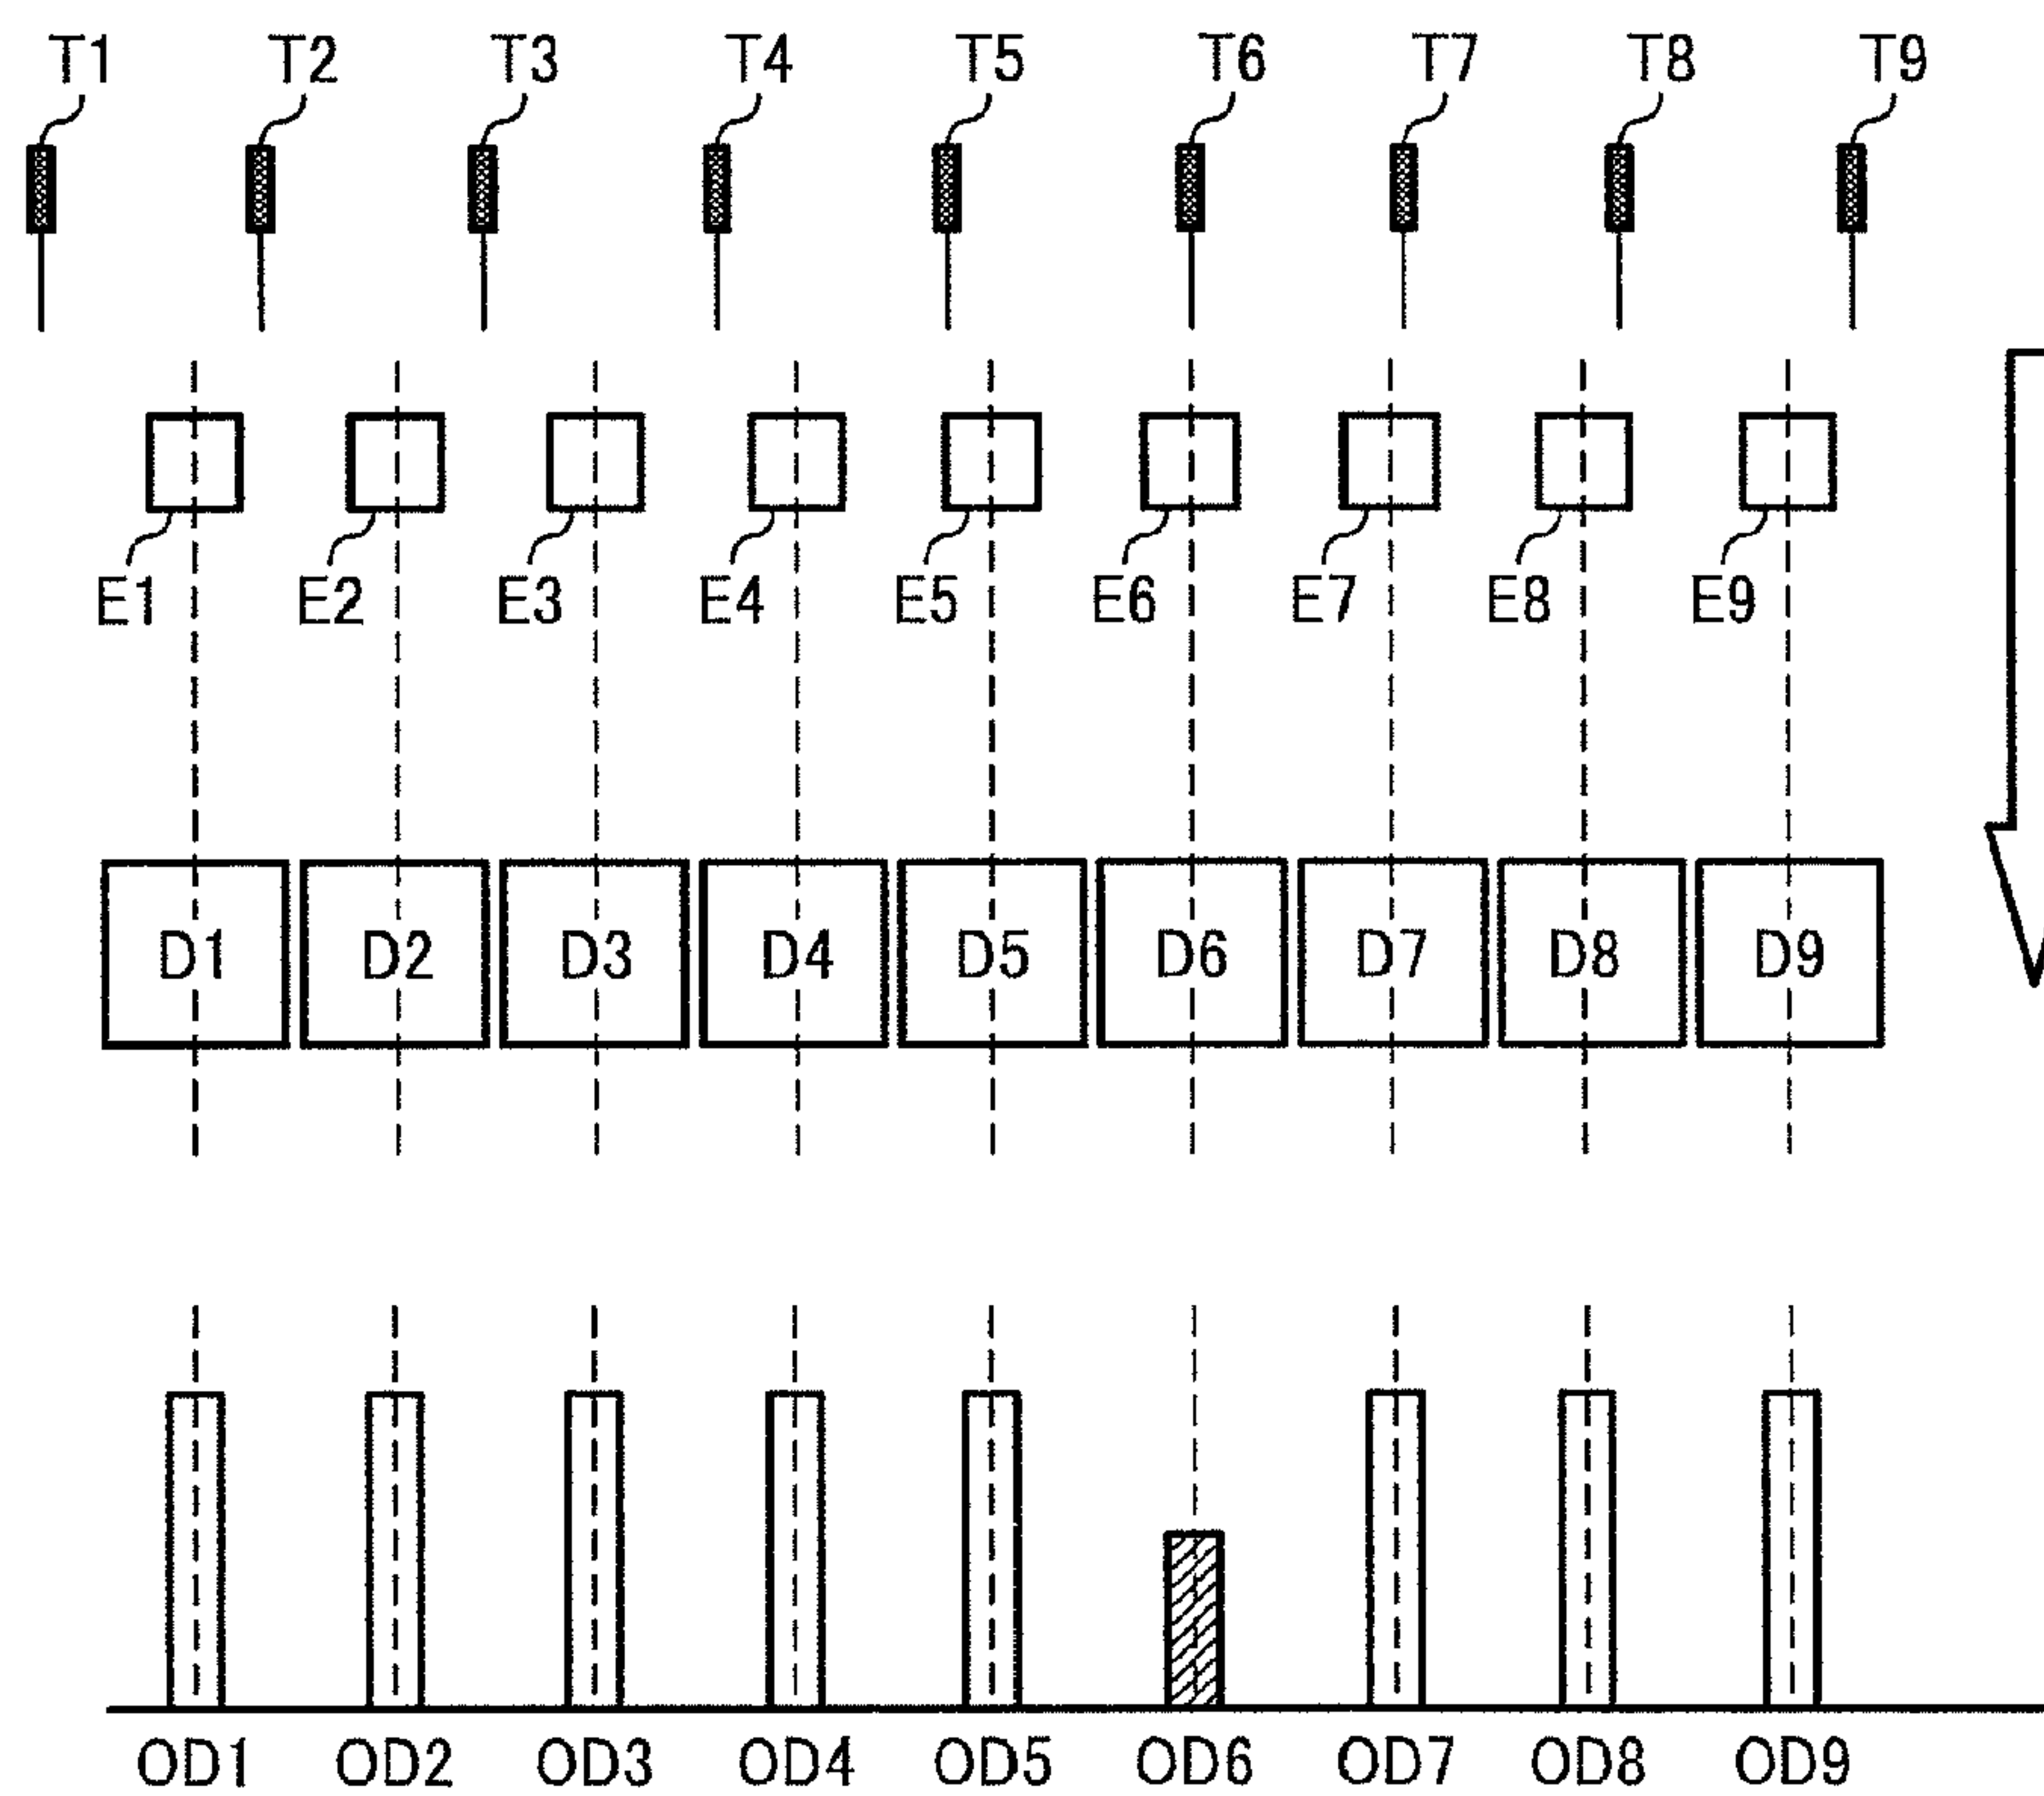 T1 T2 T3 T4 T5 T6 T7 T8 T9
E1 E2 E3 E4 E5 E6 E7 E8 E9
D1 D2 D3 D4 D5 D6 D7 D8 D9
OD1 OD2 OD3 OD4 OD5 OD6 OD7 OD8 OD9